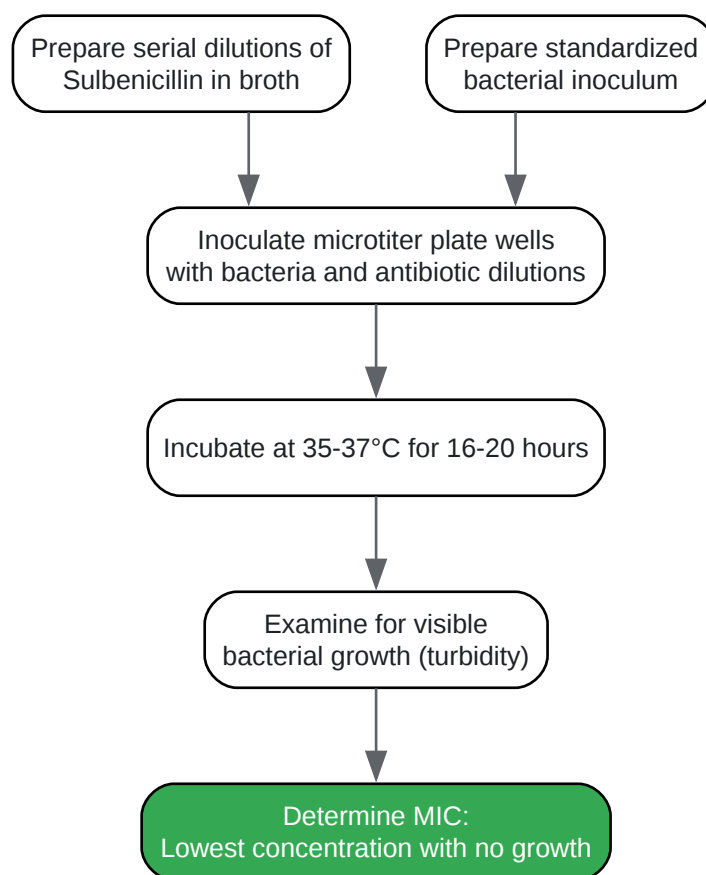 Prepare serial dilutions of
Sulbenicillin in broth
Prepare standardized
bacterial inoculum
Inoculate microtiter plate wells
with bacteria and antibiotic dilutions
Incubate at 35-37°C for 16-20 hours
Examine for visible
bacterial growth (turbidity)
Determine MIC:
Lowest concentration with no growth